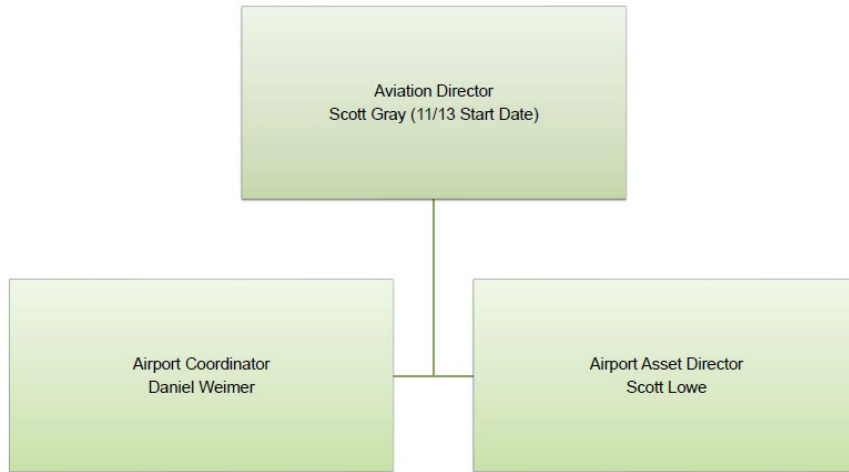 Aviation Director
Scott Gray (11/13 Start Date)
Airport Coordinator
Daniel Weimer
Airport Asset Director
Scott Lowe